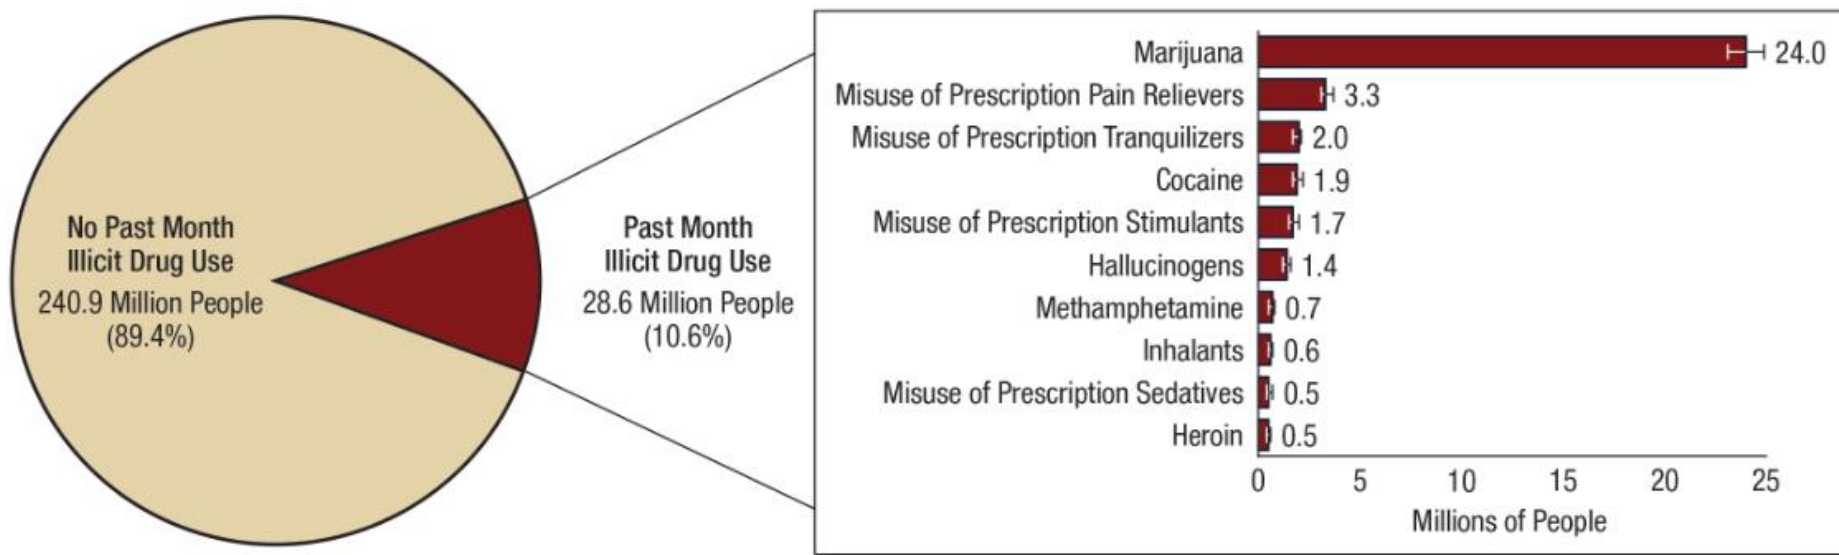 No Past Month
Illicit Drug Use
240.9 Million People
(89.4%)
Past Month
Illicit Drug Use
28.6 Million People
(10.6%)
Marijuana 24.0
Misuse of Prescription Pain Relievers 3.3
Misuse of Prescription Tranquilizers 2.0
Cocaine 1.9
Misuse of Prescription Stimulants 1.7
Hallucinogens 1.4
Methamphetamine 0.7
Inhalants 0.6
Misuse of Prescription Sedatives 0.5
Heroin 0.5
0 5 10 15 20 25
Millions of People